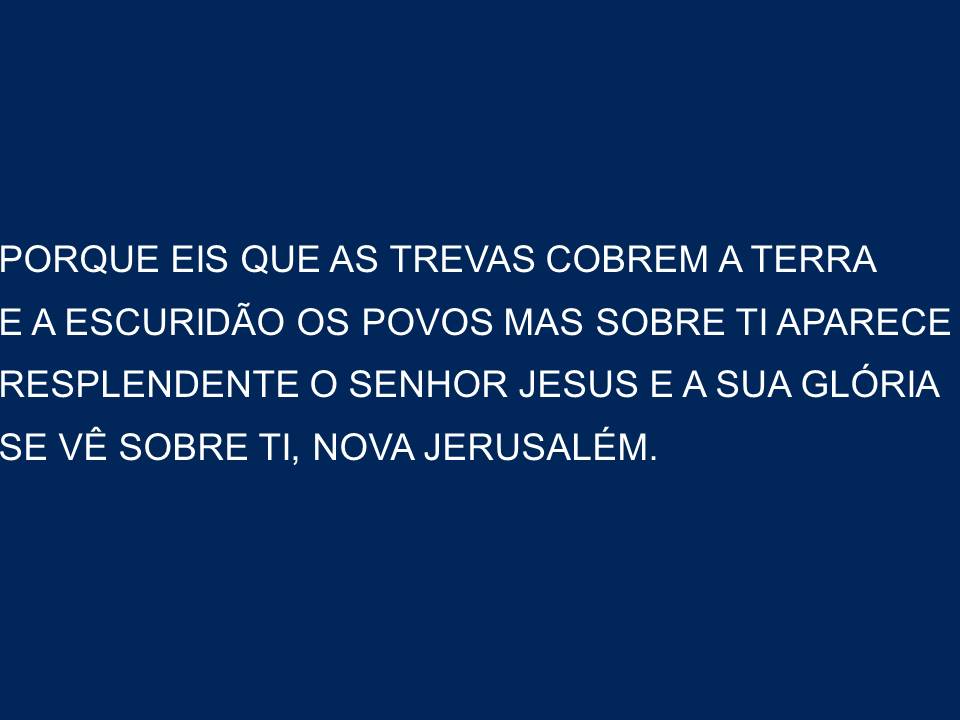 PORQUE EIS QUE AS TREVAS COBREM A TERRA
E A ESCURIDÃO OS POVOS MAS SOBRE TI APARECE
RESPLENDENTE O SENHOR JESUS E A SUA GLÓRIA
SE VÊ SOBRE TI, NOVA JERUSALÉM.